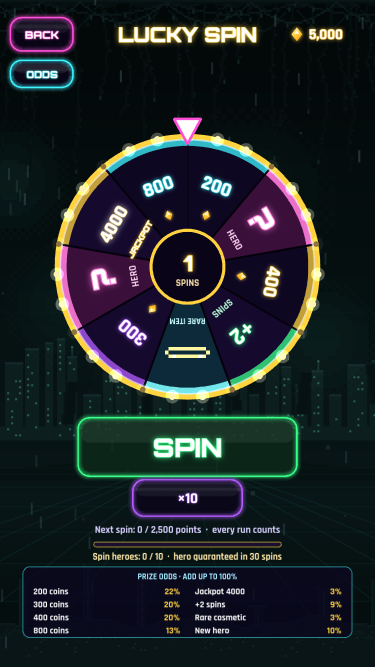 BACK
LUCKY SPIN
5,000
ODDS
800
200
4000
JACKPOT
?
HERO
?
HERO
400
1
SPINS
+2
SPINS
300
RARE ITEM
SPIN
×10
Next spin: 0 / 2,500 points · every run counts
Spin heroes: 0 / 10 · hero guaranteed in 30 spins
PRIZE ODDS · ADD UP TO 100%
200 coins 22% Jackpot 4000 3%
300 coins 20% +2 spins 9%
400 coins 20% Rare cosmetic 3%
800 coins 13% New hero 10%